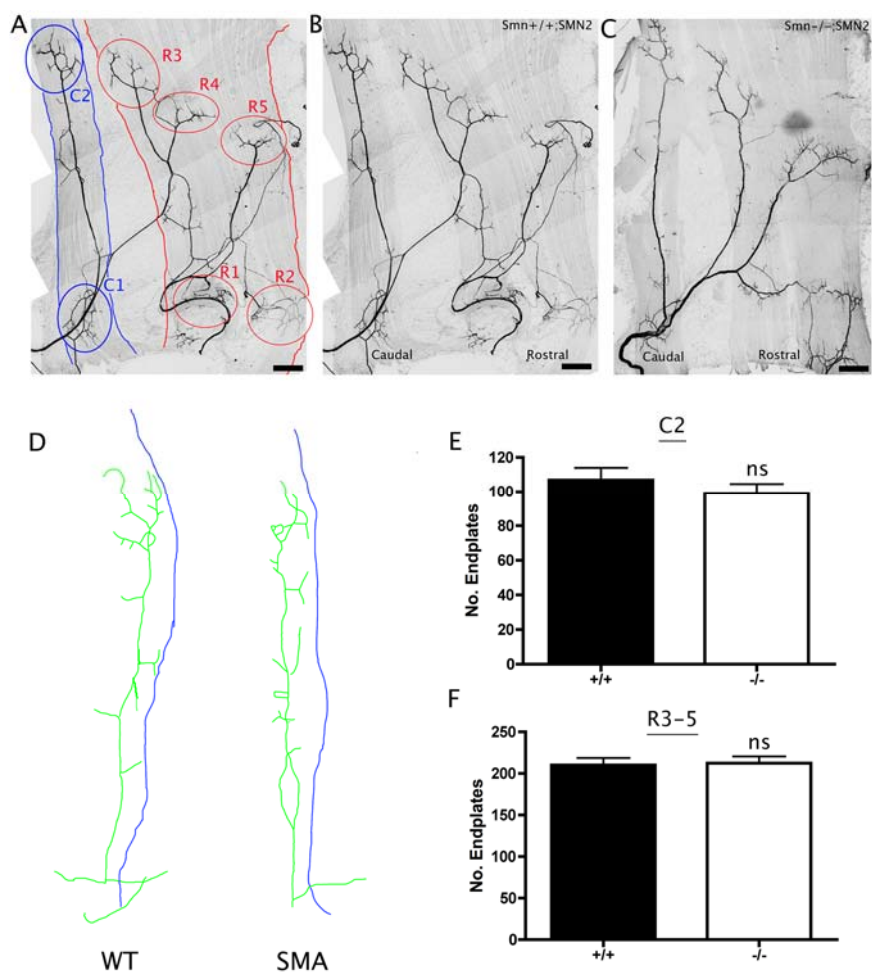 A
R3
R4
R5
C2
C1
R1
R2
B
Smn+/+;SMN2
Caudal
Rostral
C
Smn-/-;SMN2
Caudal
Rostral
D
WT
SMA
E
C2
No. Endplates
120
100
80
60
40
20
0
ns
+/+
-/-
F
R3-5
No. Endplates
250
200
150
100
50
0
ns
+/+
-/-